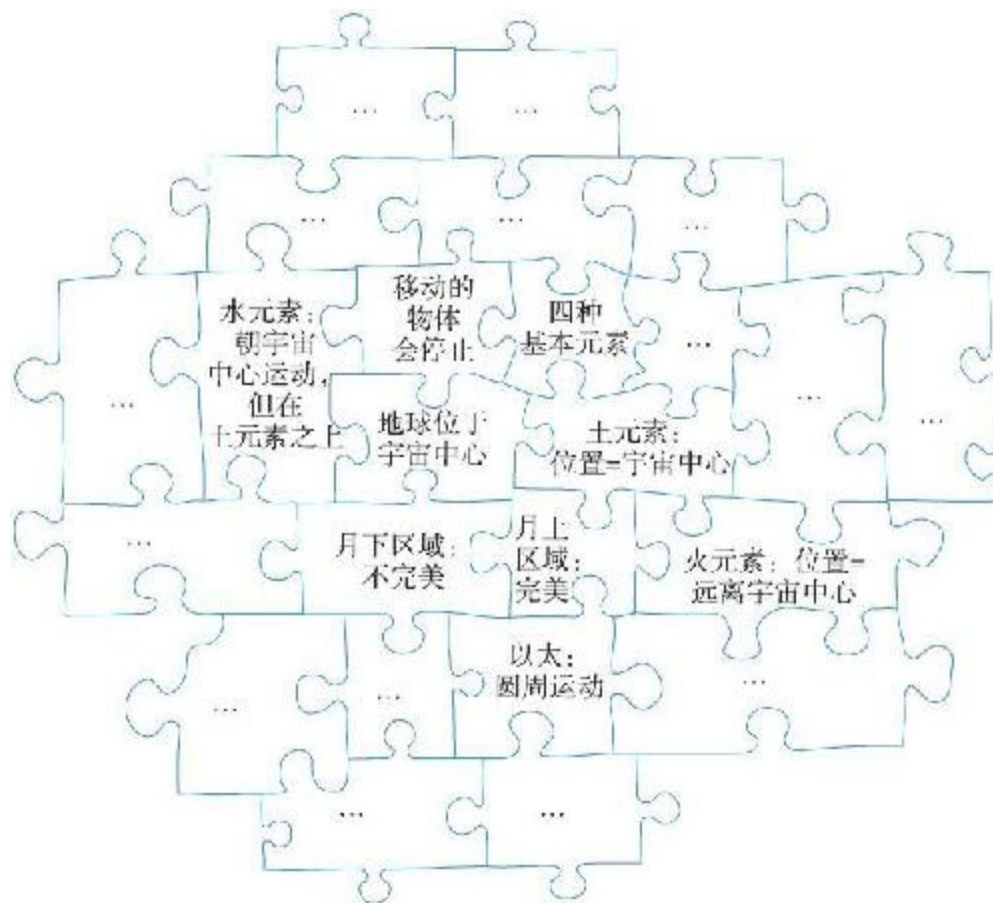 …
…
…
…
…
水元素：
朝宇宙
中心运动，
但在
土元素之上
移动的
物体
会停止
四种
基本元素
…
…
…
…
地球位于
宇宙中心
土元素：
位置=宇宙中心
…
月下区域：
不完美
月上
区域：
完美
火元素：位置=
远离宇宙中心
…
…
以太：
圆周运动
…
…
…